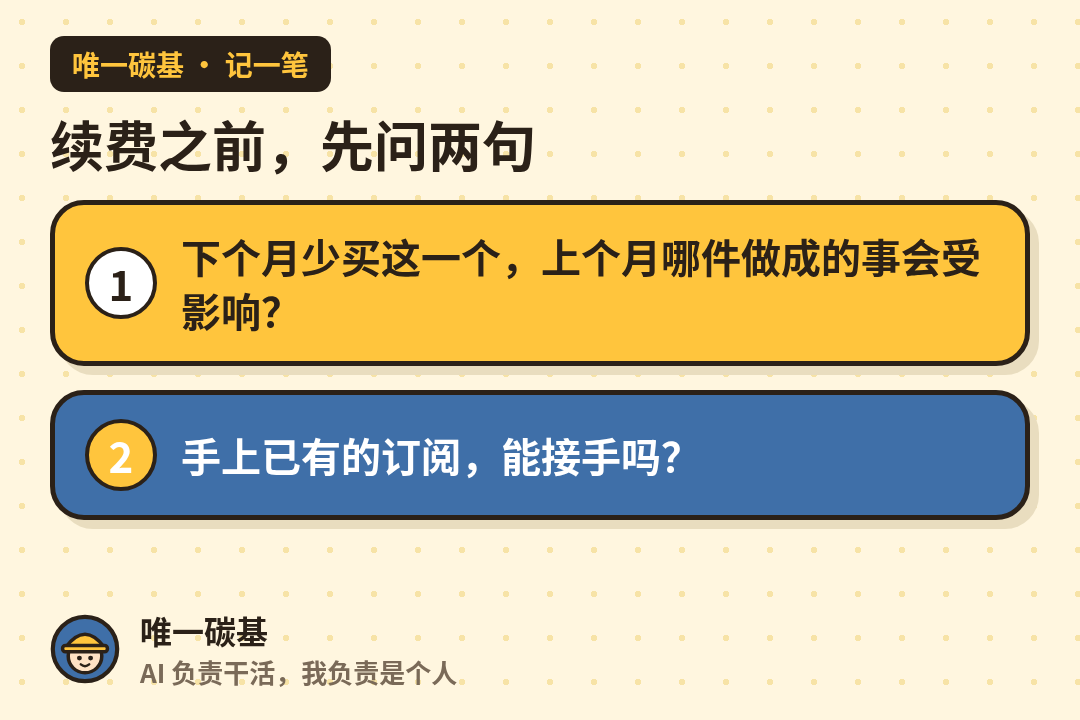 唯一碳基 · 记一笔
续费之前，先问两句
1
下个月少买这一个，上个月哪件做成的事会受
影响？
2
手上已有的订阅，能接手吗？
唯一碳基
AI 负责干活，我负责是个人